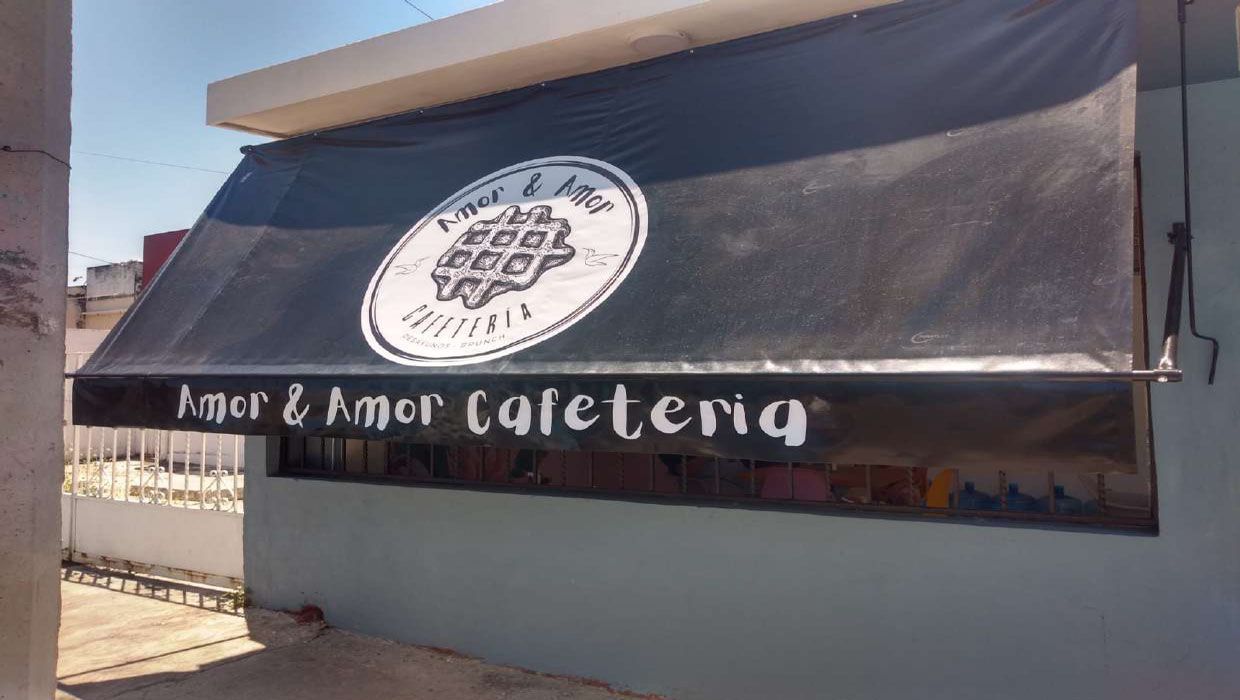 Amor & Amor
CAFETERIA
DESAYUNOS - BRUNCH
Amor & Amor Cafeteria